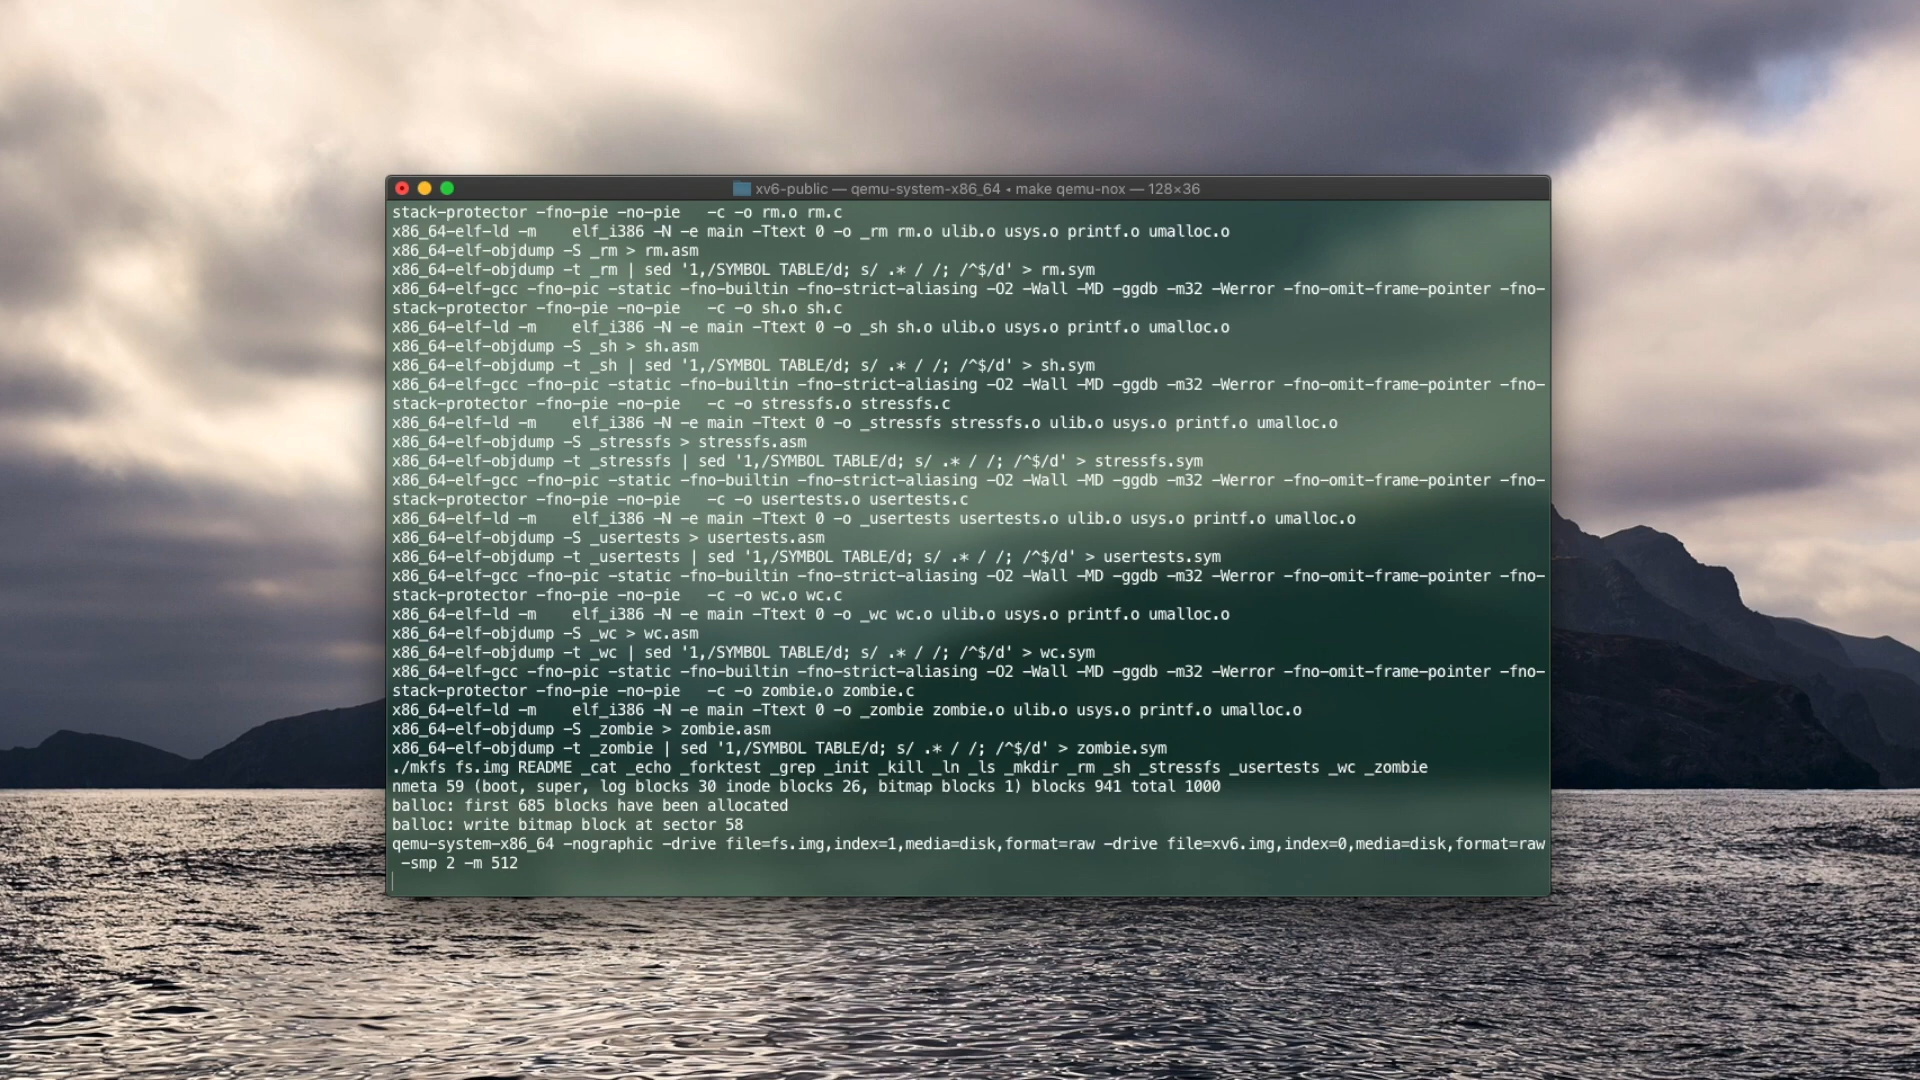 xv6-public — qemu-system-x86_64 • make qemu-nox — 128×36
stack-protector -fno-pie -no-pie   -c -o rm.o rm.c
x86_64-elf-ld -m    elf_i386 -N -e main -Ttext 0 -o _rm rm.o ulib.o usys.o printf.o umalloc.o
x86_64-elf-objdump -S _rm > rm.asm
x86_64-elf-objdump -t _rm | sed '1,/SYMBOL TABLE/d; s/ .* / /; /^$/d' > rm.sym
x86_64-elf-gcc -fno-pic -static -fno-builtin -fno-strict-aliasing -O2 -Wall -MD -ggdb -m32 -Werror -fno-omit-frame-pointer -fno-
stack-protector -fno-pie -no-pie   -c -o sh.o sh.c
x86_64-elf-ld -m    elf_i386 -N -e main -Ttext 0 -o _sh sh.o ulib.o usys.o printf.o umalloc.o
x86_64-elf-objdump -S _sh > sh.asm
x86_64-elf-objdump -t _sh | sed '1,/SYMBOL TABLE/d; s/ .* / /; /^$/d' > sh.sym
x86_64-elf-gcc -fno-pic -static -fno-builtin -fno-strict-aliasing -O2 -Wall -MD -ggdb -m32 -Werror -fno-omit-frame-pointer -fno-
stack-protector -fno-pie -no-pie   -c -o stressfs.o stressfs.c
x86_64-elf-ld -m    elf_i386 -N -e main -Ttext 0 -o _stressfs stressfs.o ulib.o usys.o printf.o umalloc.o
x86_64-elf-objdump -S _stressfs > stressfs.asm
x86_64-elf-objdump -t _stressfs | sed '1,/SYMBOL TABLE/d; s/ .* / /; /^$/d' > stressfs.sym
x86_64-elf-gcc -fno-pic -static -fno-builtin -fno-strict-aliasing -O2 -Wall -MD -ggdb -m32 -Werror -fno-omit-frame-pointer -fno-
stack-protector -fno-pie -no-pie   -c -o usertests.o usertests.c
x86_64-elf-ld -m    elf_i386 -N -e main -Ttext 0 -o _usertests usertests.o ulib.o usys.o printf.o umalloc.o
x86_64-elf-objdump -S _usertests > usertests.asm
x86_64-elf-objdump -t _usertests | sed '1,/SYMBOL TABLE/d; s/ .* / /; /^$/d' > usertests.sym
x86_64-elf-gcc -fno-pic -static -fno-builtin -fno-strict-aliasing -O2 -Wall -MD -ggdb -m32 -Werror -fno-omit-frame-pointer -fno-
stack-protector -fno-pie -no-pie   -c -o wc.o wc.c
x86_64-elf-ld -m    elf_i386 -N -e main -Ttext 0 -o _wc wc.o ulib.o usys.o printf.o umalloc.o
x86_64-elf-objdump -S _wc > wc.asm
x86_64-elf-objdump -t _wc | sed '1,/SYMBOL TABLE/d; s/ .* / /; /^$/d' > wc.sym
x86_64-elf-gcc -fno-pic -static -fno-builtin -fno-strict-aliasing -O2 -Wall -MD -ggdb -m32 -Werror -fno-omit-frame-pointer -fno-
stack-protector -fno-pie -no-pie   -c -o zombie.o zombie.c
x86_64-elf-ld -m    elf_i386 -N -e main -Ttext 0 -o _zombie zombie.o ulib.o usys.o printf.o umalloc.o
x86_64-elf-objdump -S _zombie > zombie.asm
x86_64-elf-objdump -t _zombie | sed '1,/SYMBOL TABLE/d; s/ .* / /; /^$/d' > zombie.sym
./mkfs fs.img README _cat _echo _forktest _grep _init _kill _ln _ls _mkdir _rm _sh _stressfs _usertests _wc _zombie
nmeta 59 (boot, super, log blocks 30 inode blocks 26, bitmap blocks 1) blocks 941 total 1000
balloc: first 685 blocks have been allocated
balloc: write bitmap block at sector 58
qemu-system-x86_64 -nographic -drive file=fs.img,index=1,media=disk,format=raw -drive file=xv6.img,index=0,media=disk,format=raw
 -smp 2 -m 512